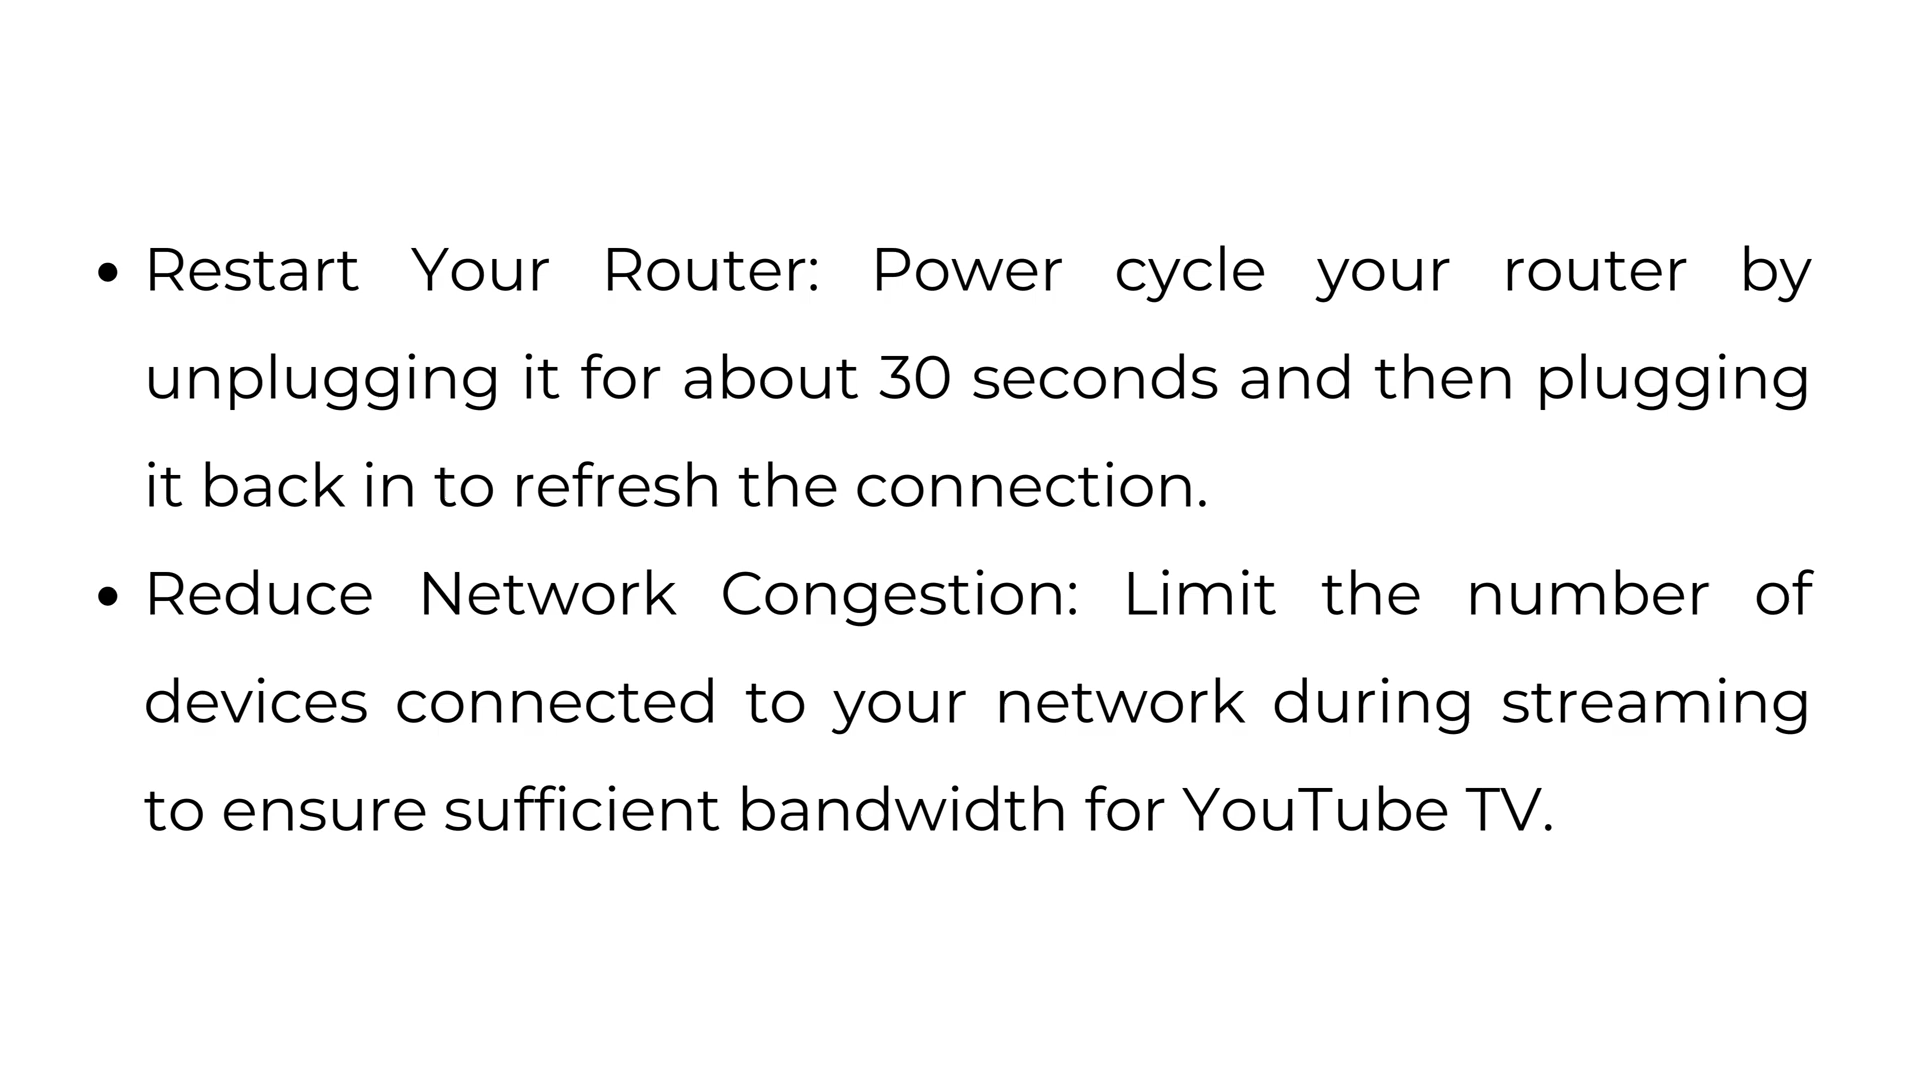 • Restart Your Router: Power cycle your router by
unplugging it for about 30 seconds and then plugging
it back in to refresh the connection.
• Reduce Network Congestion: Limit the number of
devices connected to your network during streaming
to ensure sufficient bandwidth for YouTube TV.